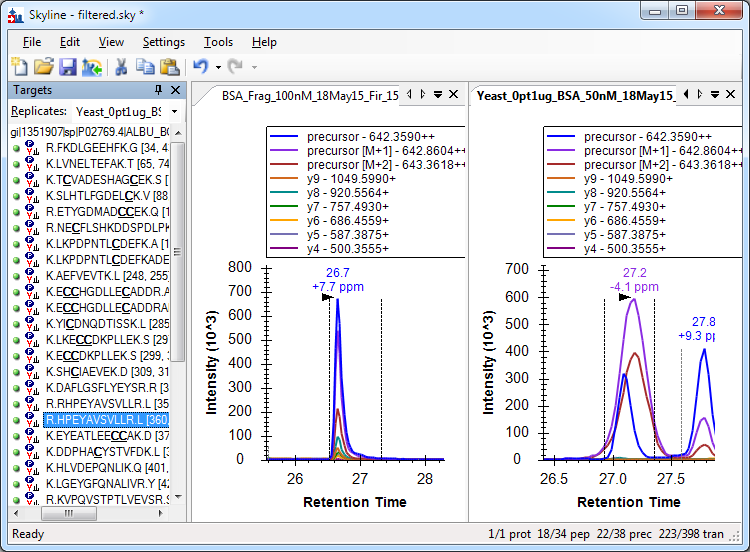 Skyline - filtered.sky *
File Edit View Settings Tools Help
Targets
Replicates: Yeast_0pt1ug_BS
gi|1351907|sp|P02769.4|ALBU_BO
R.FKDLGEEHFK.G [34, 43
K.LVNELTEFAK.T [65, 74
K.TCVADESHAGCEK.S [
K.SLHTLFGDELCK.V [88
R.ETYGDMADCCEK.Q [1
R.NECFLSHKDDSPDLPK
K.LKPDPNTLCDEFK.A [1
K.LKPDPNTLCDEFKADE
K.AEFVEVTK.L [248, 255]
K.ECCHGDLLECADDR.A
K.ECCHGDLLECADDRAD
K.YICDNQDTISSK.L [285
K.LKECCDKPLLEK.S [29
K.ECCDKPLLEK.S [299, 3
K.SHCIAEVEK.D [309, 31
K.DAFLGSFLYEYSR.R [3
R.RHPEYAVSVLLR.L [35
R.HPEYAVSVLLR.L [360,
K.EYEATLEECCAK.D [37
K.DDPHACYSTVFDK.L [3
K.HLVDEPQNLIK.Q [401,
K.LGEYGFQNALIVR.Y [
R.KVPQVSTPTLVEVSR.S
BSA_Frag_100nM_18May15_Fir_15
precursor - 642.3590++
precursor [M+1] - 642.8604++
precursor [M+2] - 643.3618++
y9 - 1049.5990+
y8 - 920.5564+
y7 - 757.4930+
y6 - 686.4559+
y5 - 587.3875+
y4 - 500.3555+
26.7
+7.7 ppm
Intensity (10^3)
800
700
600
500
400
300
200
100
0
26 27 28
Retention Time
Yeast_0pt1ug_BSA_50nM_18May15_
precursor - 642.3590++
precursor [M+1] - 642.8604++
precursor [M+2] - 643.3618++
y9 - 1049.5990+
y8 - 920.5564+
y7 - 757.4930+
y6 - 686.4559+
y5 - 587.3875+
y4 - 500.3555+
27.2
-4.1 ppm
27.8
+9.3 pp
Intensity (10^3)
700
600
500
400
300
200
100
0
26.5 27.0 27.5
Retention Time
Ready
1/1 prot 18/34 pep 22/38 prec 223/398 tran